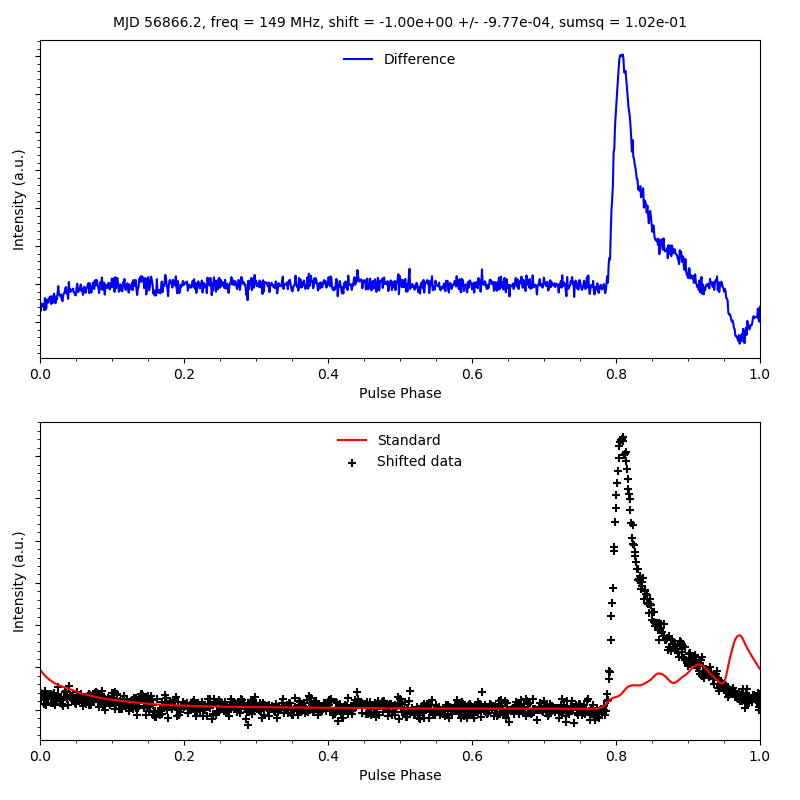 MJD 56866.2, freq = 149 MHz, shift = -1.00e+00 +/- -9.77e-04, sumsq = 1.02e-01
Difference
Intensity (a.u.)
0.0 0.2 0.4 0.6 0.8 1.0
Pulse Phase
Standard
Shifted data
Intensity (a.u.)
0.0 0.2 0.4 0.6 0.8 1.0
Pulse Phase